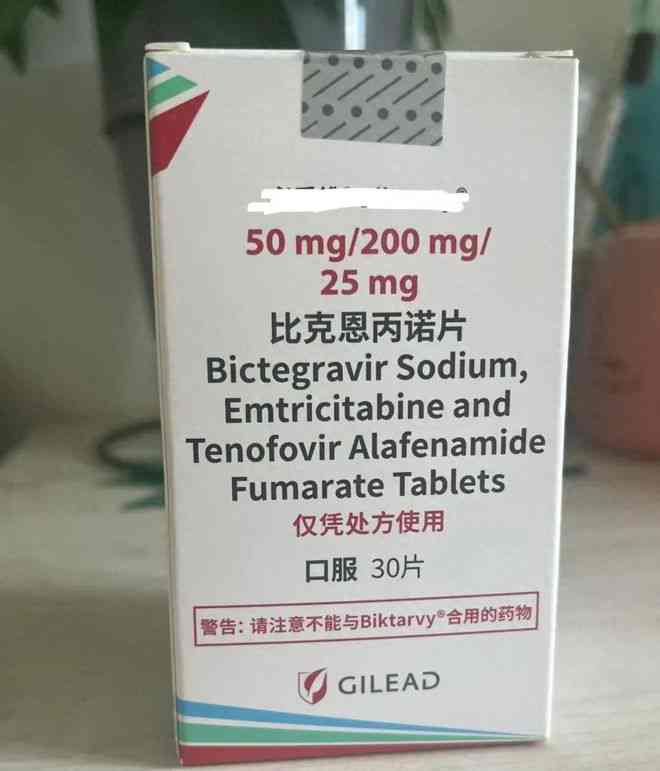 50 mg/200 mg/
25 mg
比克恩丙诺片
Bictegravir Sodium,
Emtricitabine and
Tenofovir Alafenamide
Fumarate Tablets
仅凭处方使用
口服 30片
警告：请注意不能与Biktarvy®合用的药物
GILEAD